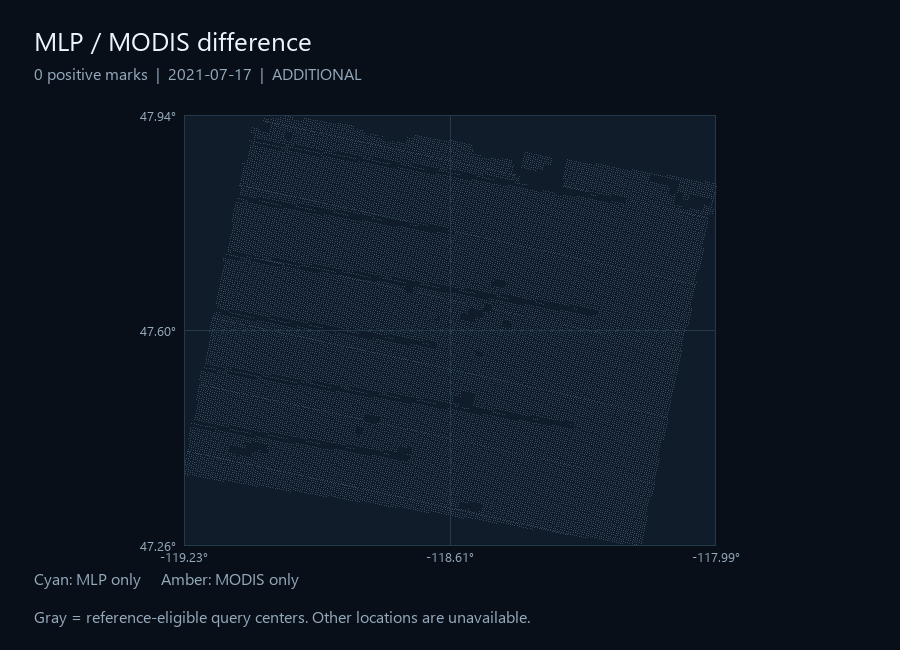 MLP / MODIS difference
0 positive marks | 2021-07-17 | ADDITIONAL
47.94°
47.60°
47.26°
-119.23° -118.61° -117.99°
Cyan: MLP only Amber: MODIS only
Gray = reference-eligible query centers. Other locations are unavailable.